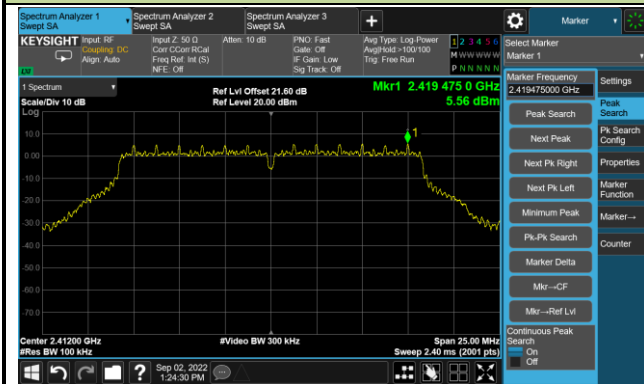 Spectrum Analyzer 1
Swept SA
Spectrum Analyzer 2
Swept SA
Spectrum Analyzer 3
Swept SA
+
Marker
KEYSIGHT
Input: RF
Coupling: DC
Align: Auto
Input Z: 50 Ω
Corr CCorr RCal
Freq Ref: Int (S)
NFE: Off
Atten: 10 dB
PNO: Fast
Gate: Off
IF Gain: Low
Sig Track: Off
Avg Type: Log-Power
Avg|Hold:>100/100
Trig: Free Run
1 2 3 4 5 6
M W W W W W
P N N N N N
Select Marker
Marker 1
1 Spectrum
Scale/Div 10 dB
Log
Ref Lvl Offset 21.60 dB
Ref Level 20.00 dBm
Mkr1 2.419 475 0 GHz
5.56 dBm
10.0
0.00
-10.0
-20.0
-30.0
-40.0
-50.0
-60.0
-70.0
1
Center 2.41200 GHz
#Res BW 100 kHz
#Video BW 300 kHz
Span 25.00 MHz
Sweep 2.40 ms (2001 pts)
Marker Frequency
2.419475000 GHz
Peak Search
Next Peak
Next Pk Right
Next Pk Left
Minimum Peak
Pk-Pk Search
Marker Delta
Mkr→CF
Mkr→Ref Lvl
Continuous Peak
Search
On
Off
Settings
Peak
Search
Pk Search
Config
Properties
Marker
Function
Marker→
Counter
?
Sep 02, 2022
1:24:30 PM